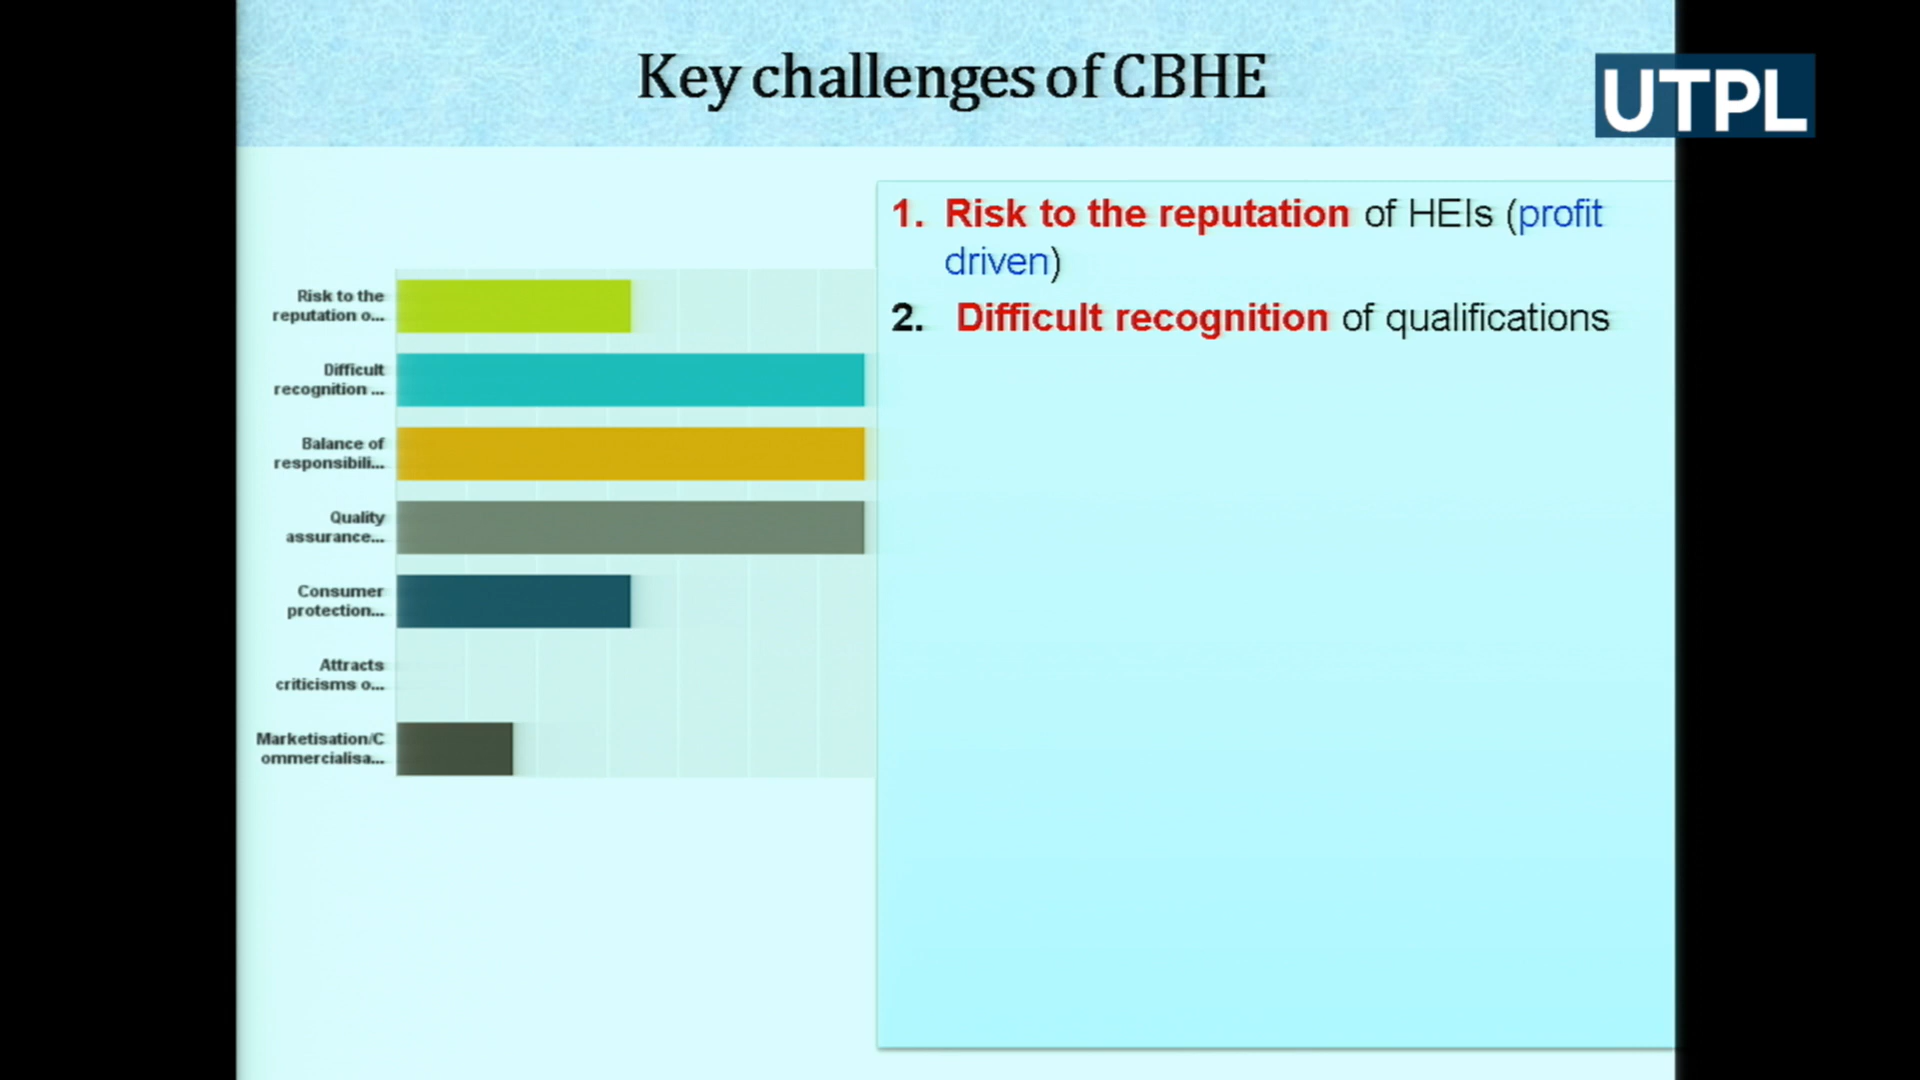 Key challenges of CBHE
UTPL
1. Risk to the reputation of HEIs (profit
driven)
2. Difficult recognition of qualifications
Risk to the
reputation o...
Difficult
recognition ...
Balance of
responsibili...
Quality
assurance...
Consumer
protection...
Attracts
criticisms o...
Marketisation/C
ommercialisa...